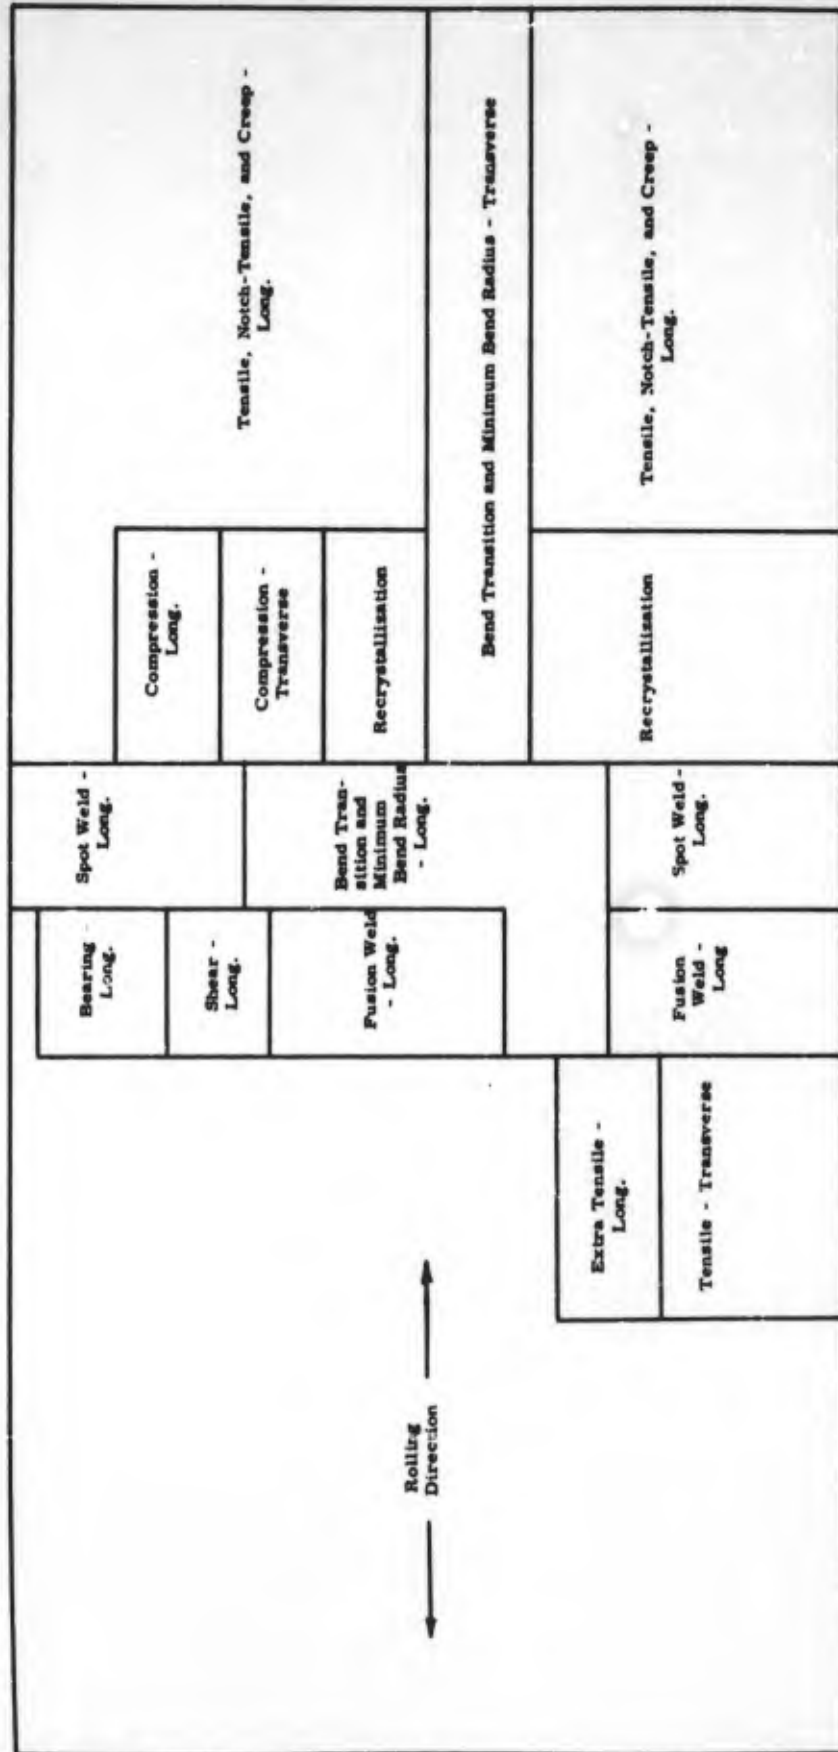 Tensile, Notch-Tensile, and Creep -
Long.
Compression -
Long.
Compression -
Transverse
Recrystallization
Bend Transition and Minimum Bend Radius - Transverse
Tensile, Notch-Tensile, and Creep -
Long.
Recrystallization
Spot Weld -
Long.
Bend Tran-
sition and
Minimum
Bend Radius
- Long.
Spot Weld-
Long.
Bearing -
Long.
Shear -
Long.
Fusion Weld
- Long.
Fusion
Weld -
Long
Extra Tensile -
Long.
Tensile - Transverse
Rolling
Direction